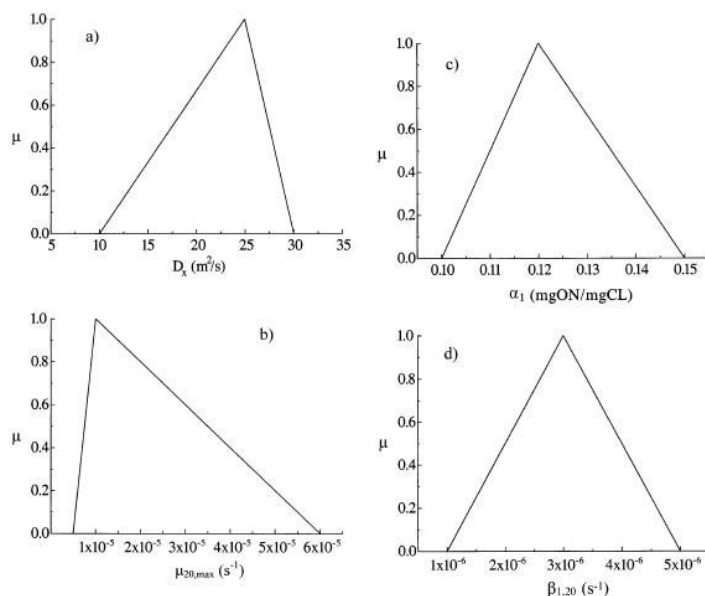 a)
1.0
0.8
0.6
μ
0.4
0.2
0.0
5 10 15 20 25 30 35
Dₓ (m²/s)
c)
1.0
0.8
0.6
μ
0.4
0.2
0.0
0.10 0.11 0.12 0.13 0.14 0.15
α₁ (mgON/mgCL)
b)
1.0
0.8
0.6
μ
0.4
0.2
0.0
1x10⁻⁵ 2x10⁻⁵ 3x10⁻⁵ 4x10⁻⁵ 5x10⁻⁵ 6x10⁻⁵
μ₂₀,max (s⁻¹)
d)
1.0
0.8
0.6
μ
0.4
0.2
0.0
1x10⁻⁶ 2x10⁻⁶ 3x10⁻⁶ 4x10⁻⁶ 5x10⁻⁶
β₁,₂₀ (s⁻¹)